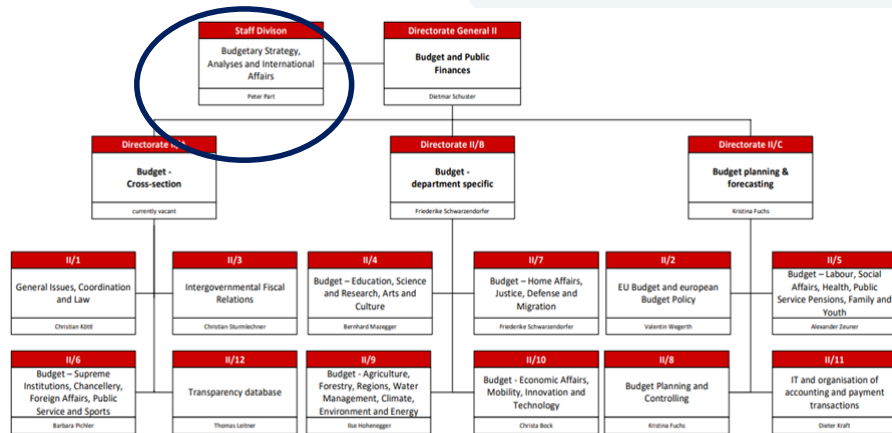 Staff Divison
Budgetary Strategy,
Analyses and International
Affairs
Peter Part
Directorate General II
Budget and Public
Finances
Dietmar Schuster
Directorate II/A
Budget -
Cross-section
currently vacant
Directorate II/B
Budget -
department specific
Friederike Schwarzendorfer
Directorate II/C
Budget planning &
forecasting
Kristina Fuchs
II/1
General Issues, Coordination
and Law
Christian Köttl
II/3
Intergovernmental Fiscal
Relations
Christian Sturmlechner
II/4
Budget – Education, Science
and Research, Arts and
Culture
Bernhard Mazegger
II/7
Budget – Home Affairs,
Justice, Defense and
Migration
Friederike Schwarzendorfer
II/2
EU Budget and european
Budget Policy
Valentin Wagerth
II/5
Budget – Labour, Social
Affairs, Health, Public
Service Pensions, Family and
Youth
Alexander Zeuner
II/6
Budget – Supreme
Institutions, Chancellery,
Foreign Affairs, Public
Service and Sports
Barbara Pichler
II/12
Transparency database
Thomas Leitner
II/9
Budget - Agriculture,
Forestry, Regions, Water
Management, Climate,
Environment and Energy
Ilse Hohenegger
II/10
Budget - Economic Affairs,
Mobility, Innovation and
Technology
Christa Bock
II/8
Budget Planning and
Controlling
Kristina Fuchs
II/11
IT and organisation of
accounting and payment
transactions
Dieter Kraft